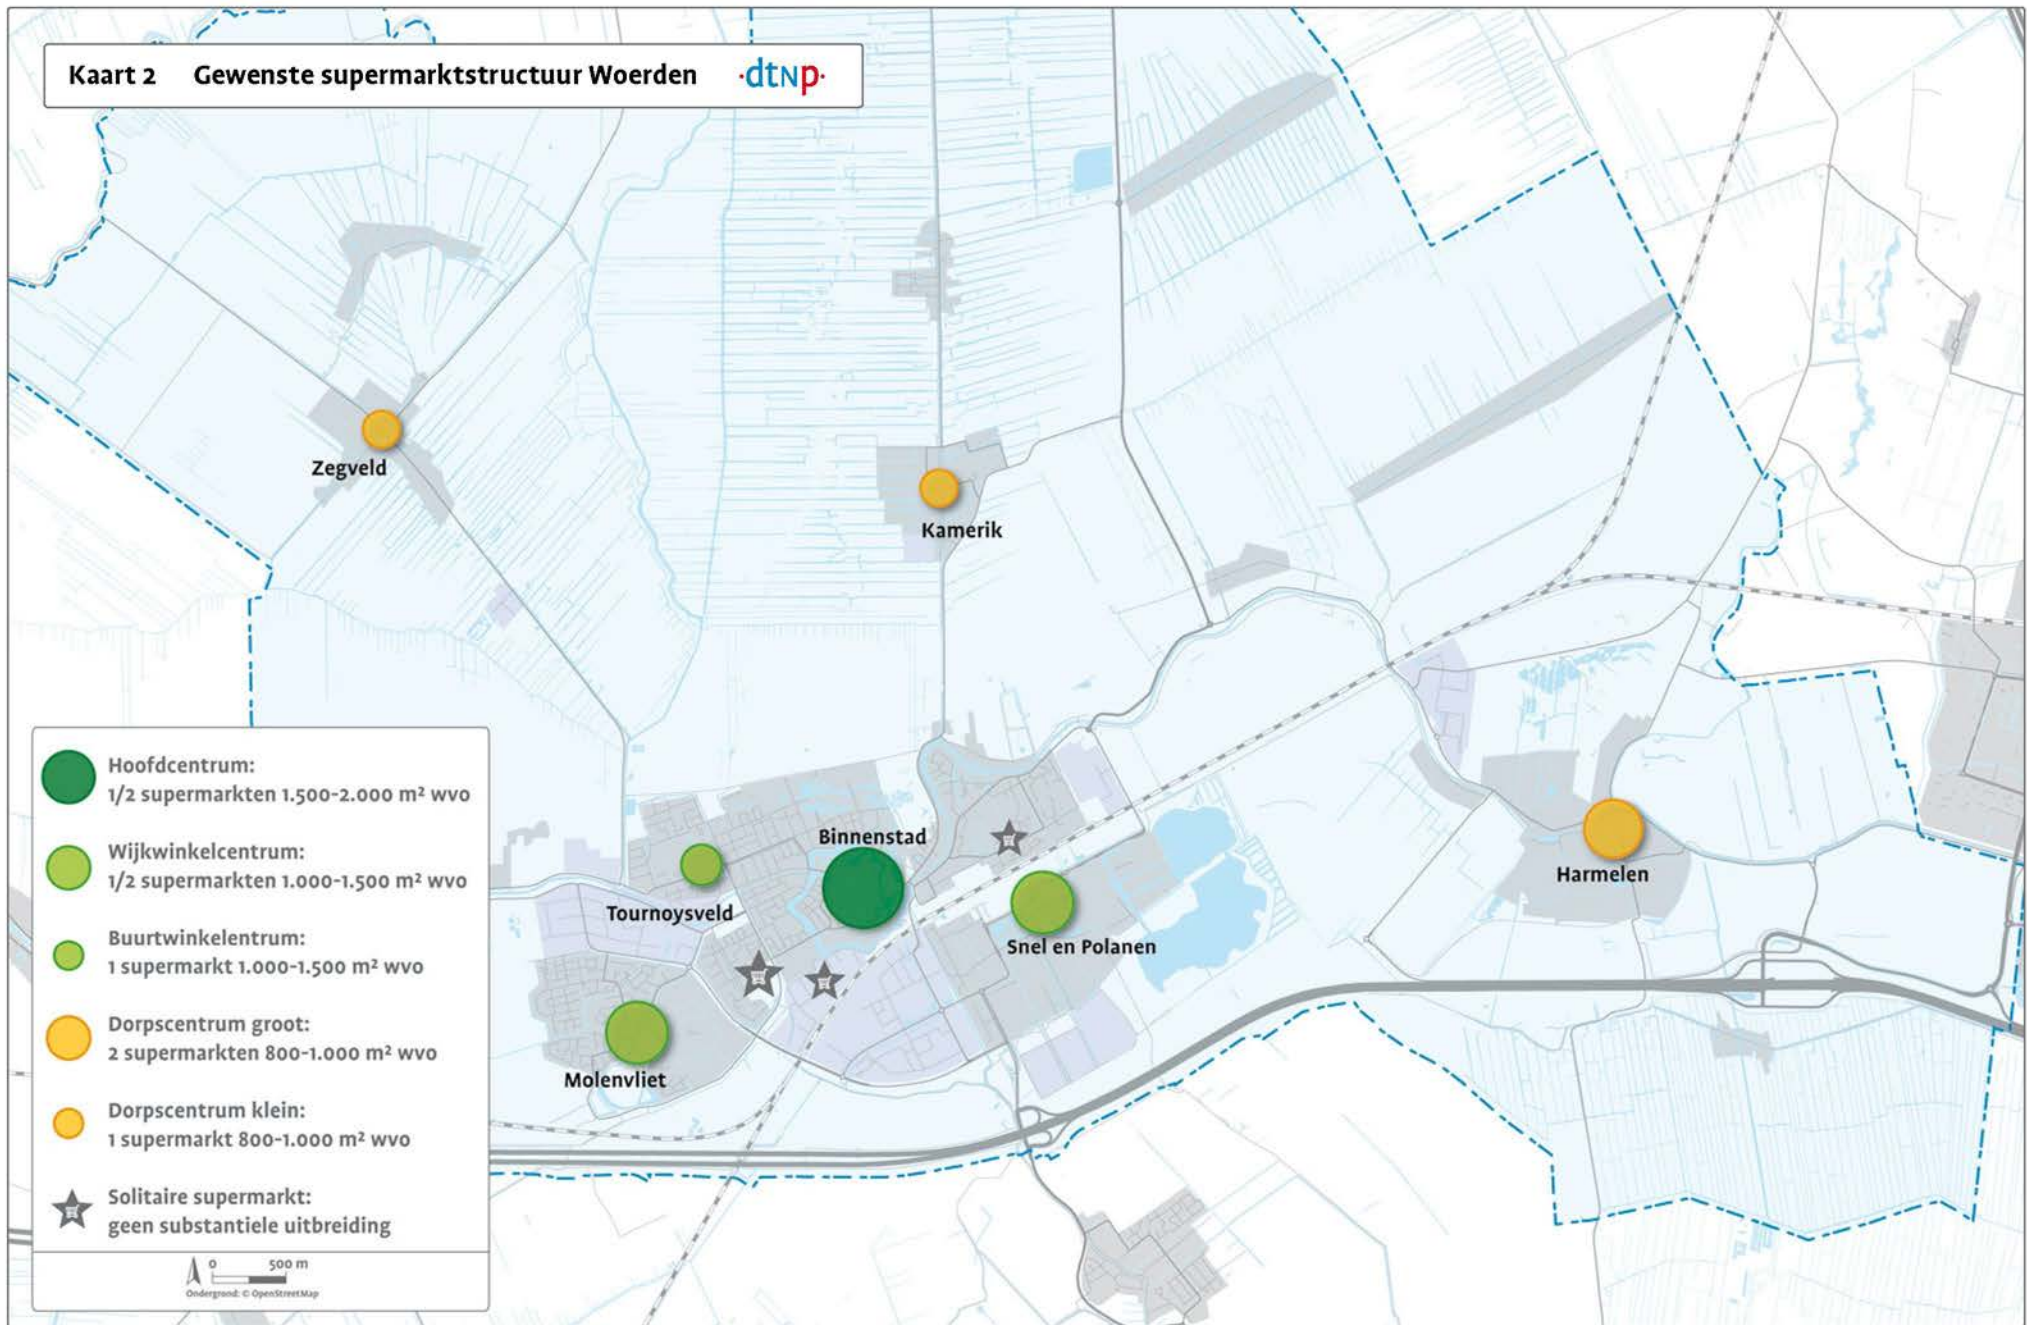 Kaart 2 Gewenste supermarktstructuur Woerden ·dtnp·
Zegveld
Kamerik
Binnenstad
Tournoysveld
Snel en Polanen
Harmelen
Molenvliet
Hoofdcentrum:
1/2 supermarkten 1.500-2.000 m² wvo
Wijkwinkelcentrum:
1/2 supermarkten 1.000-1.500 m² wvo
Buurtwinkelentrum:
1 supermarkt 1.000-1.500 m² wvo
Dorpscentrum groot:
2 supermarkten 800-1.000 m² wvo
Dorpscentrum klein:
1 supermarkt 800-1.000 m² wvo
Solitaire supermarkt:
geen substantiele uitbreiding
0 500 m
Ondergrond: © OpenStreetMap